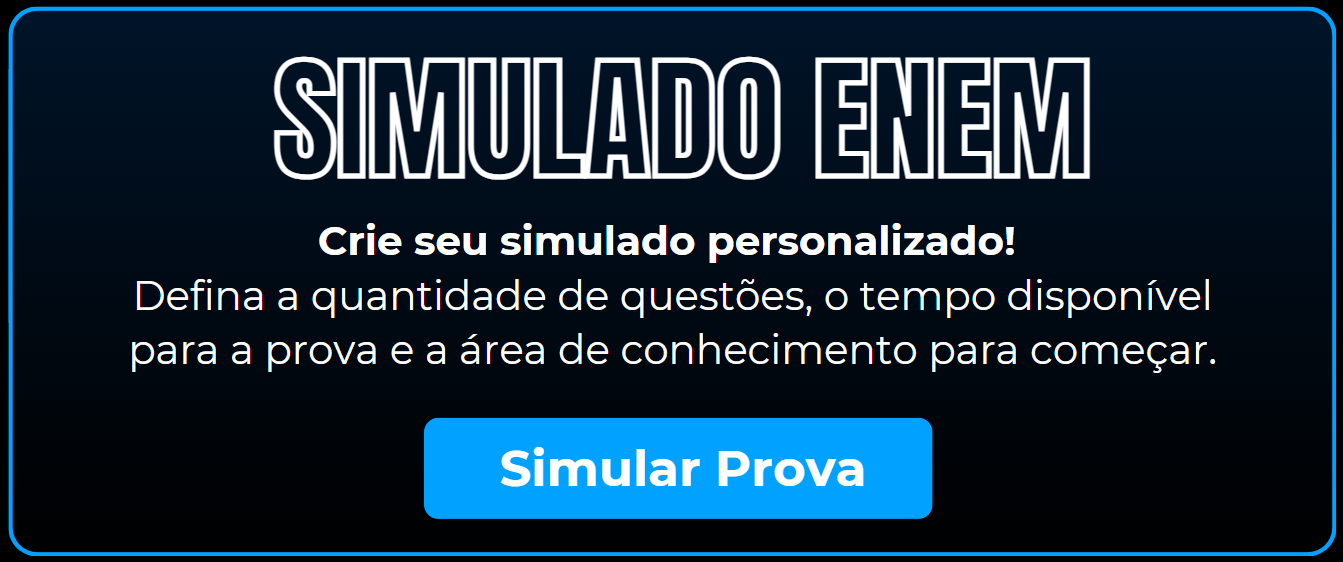 SIMULADO ENEM
Crie seu simulado personalizado!
Defina a quantidade de questões, o tempo disponível
para a prova e a área de conhecimento para começar.
Simular Prova